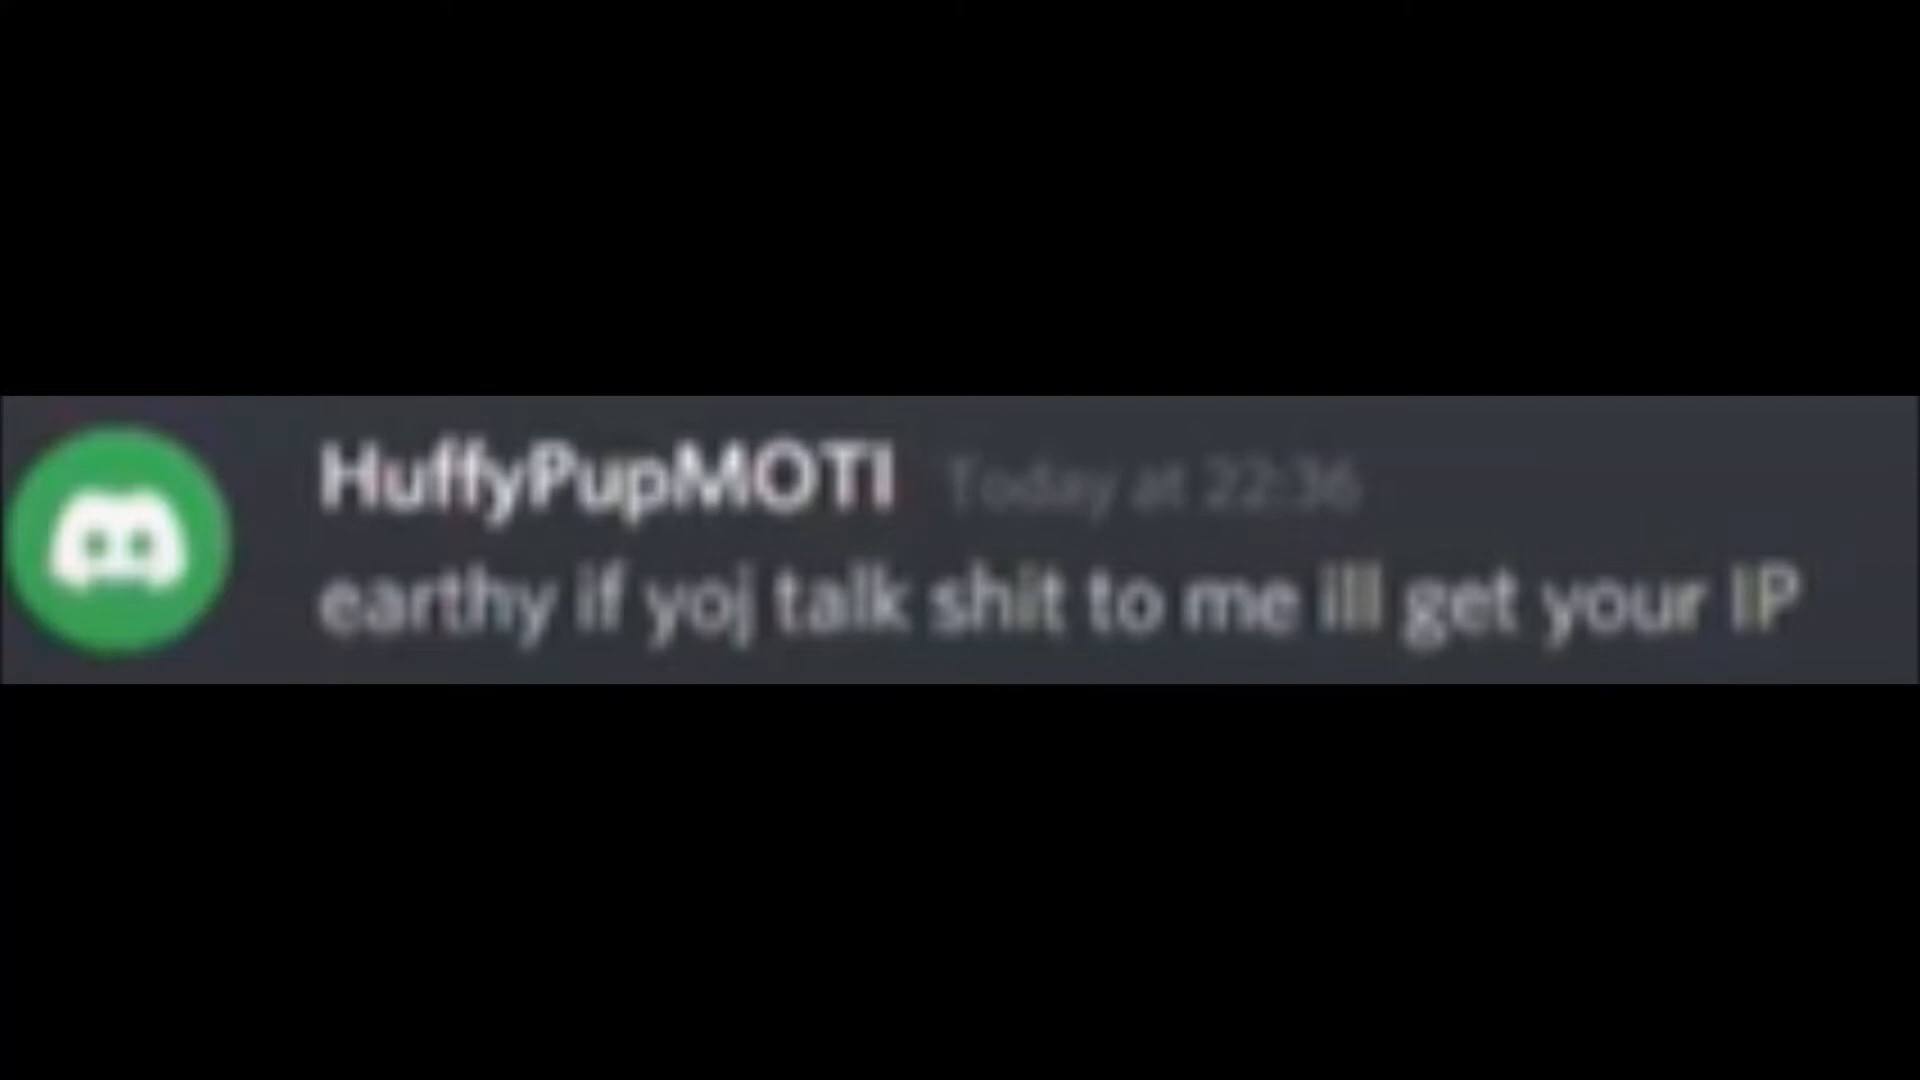 HuffyPupMOTI Today at 22:36
earthy if yoj talk shit to me ill get your IP